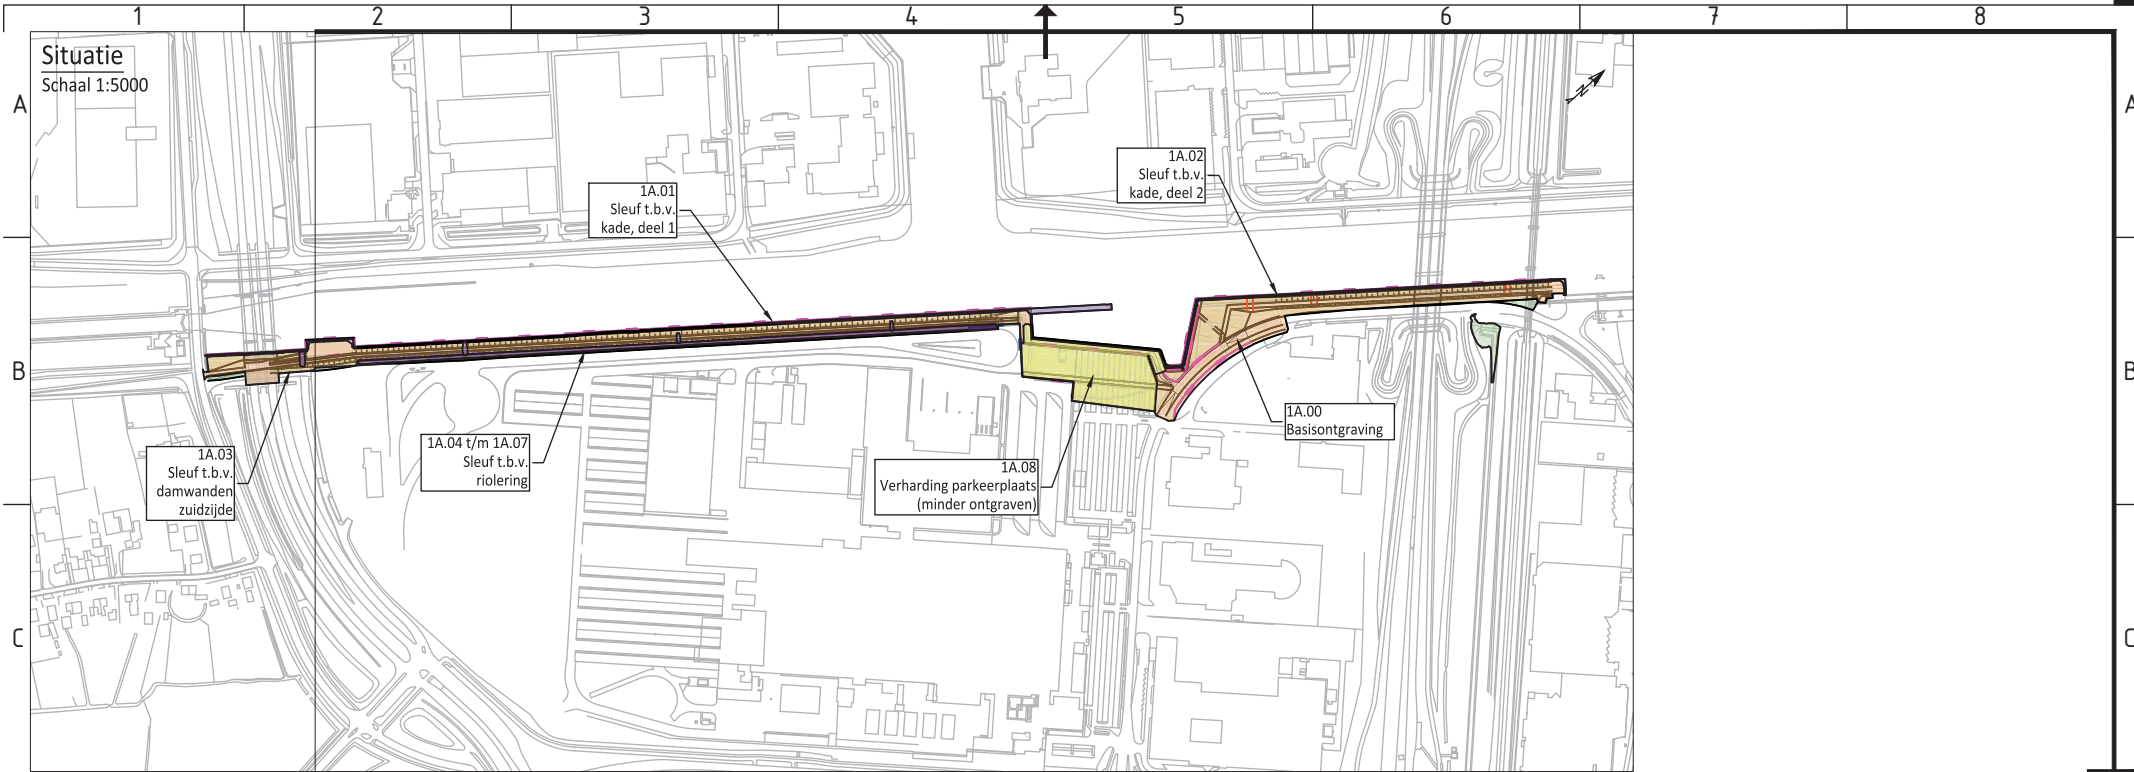 1 2 3 4 5 6 7 8
Situatie
Schaal 1:5000
A
A
N
1A.02
Sleuf t.b.v.
kade, deel 2
1A.01
Sleuf t.b.v.
kade, deel 1
B
B
1A.00
Basisontgraving
1A.04 t/m 1A.07
Sleuf t.b.v.
riolering
1A.03
Sleuf t.b.v.
damwanden
zuidzijde
1A.08
Verharding parkeerplaats
(minder ontgraven)
C
C